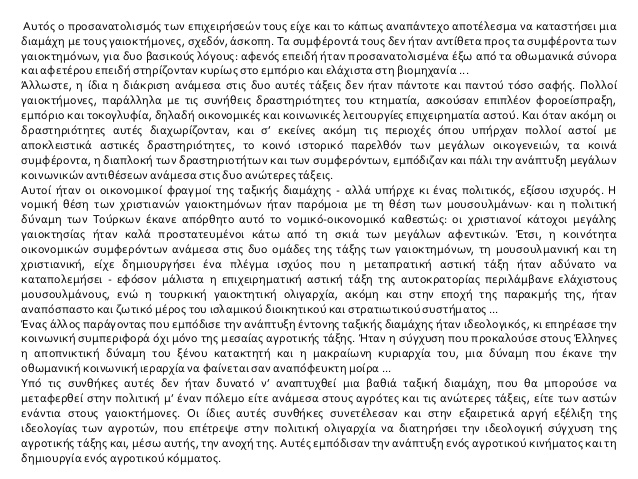 Αυτός ο προσανατολισμός των επιχειρήσεών τους είχε και το κάπως αναπάντεχο αποτέλεσμα να καταστήσει μια
διαμάχη με τους γαιοκτήμονες, σχεδόν, άσκοπη. Τα συμφέροντά τους δεν ήταν αντίθετα προς τα συμφέροντα των
γαιοκτημόνων, για δυο βασικούς λόγους: αφενός επειδή ήταν προσανατολισμένα έξω από τα οθωμανικά σύνορα
και αφετέρου επειδή στηρίζονταν κυρίως στο εμπόριο και ελάχιστα στη βιομηχανία ...
Άλλωστε, η ίδια η διάκριση ανάμεσα στις δυο αυτές τάξεις δεν ήταν πάντοτε και παντού τόσο σαφής. Πολλοί
γαιοκτήμονες, παράλληλα με τις συνήθεις δραστηριότητες του κτηματία, ασκούσαν επιπλέον φοροείσπραξη,
εμπόριο και τοκογλυφία, δηλαδή οικονομικές και κοινωνικές λειτουργίες επιχειρηματία αστού. Και όταν ακόμη οι
δραστηριότητες αυτές διαχωρίζονταν, και σ' εκείνες ακόμη τις περιοχές όπου υπήρχαν πολλοί αστοί με
αποκλειστικά αστικές δραστηριότητες, το κοινό ιστορικό παρελθόν των μεγάλων οικογενειών, τα κοινά
συμφέροντα, η διαπλοκή των δραστηριοτήτων και των συμφερόντων, εμπόδιζαν και πάλι την ανάπτυξη μεγάλων
κοινωνικών αντιθέσεων ανάμεσα στις δυο ανώτερες τάξεις.
Αυτοί ήταν οι οικονομικοί φραγμοί της ταξικής διαμάχης - αλλά υπήρχε κι ένας πολιτικός, εξίσου ισχυρός. Η
νομική θέση των χριστιανών γαιοκτημόνων ήταν παρόμοια με τη θέση των μουσουλμάνων· και η πολιτική
δύναμη των Τούρκων έκανε απόρθητο αυτό το νομικό-οικονομικό καθεστώς: οι χριστιανοί κάτοχοι μεγάλης
γαιοκτησίας ήταν καλά προστατευμένοι κάτω από τη σκιά των μεγάλων αφεντικών. Έτσι, η κοινότητα
οικονομικών συμφερόντων ανάμεσα στις δυο ομάδες της τάξης των γαιοκτημόνων, τη μουσουλμανική και τη
χριστιανική, είχε δημιουργήσει ένα πλέγμα ισχύος που η μεταπρατική αστική τάξη ήταν αδύνατο να
καταπολεμήσει - εφόσον μάλιστα η επιχειρηματική αστική τάξη της αυτοκρατορίας περιλάμβανε ελάχιστους
μουσουλμάνους, ενώ η τουρκική γαιοκτητική ολιγαρχία, ακόμη και στην εποχή της παρακμής της, ήταν
αναπόσπαστο και ζωτικό μέρος του ισλαμικού διοικητικού και στρατιωτικού συστήματος ...
Ένας άλλος παράγοντας που εμπόδισε την ανάπτυξη έντονης ταξικής διαμάχης ήταν ιδεολογικός, κι επηρέασε την
κοινωνική συμπεριφορά όχι μόνο της μεσαίας αγροτικής τάξης. Ήταν η σύγχυση που προκαλούσε στους Έλληνες
η αποπνικτική δύναμη του ξένου κατακτητή και η μακραίωνη κυριαρχία του, μια δύναμη που έκανε την
οθωμανική κοινωνική ιεραρχία να φαίνεται σαν αναπόφευκτη μοίρα ...
Υπό τις συνθήκες αυτές δεν ήταν δυνατό ν' αναπτυχθεί μια βαθιά ταξική διαμάχη, που θα μπορούσε να
μεταφερθεί στην πολιτική μ' έναν πόλεμο είτε ανάμεσα στους αγρότες και τις ανώτερες τάξεις, είτε των αστών
ενάντια στους γαιοκτήμονες. Οι ίδιες αυτές συνθήκες συνετέλεσαν και στην εξαιρετικά αργή εξέλιξη της
ιδεολογίας των αγροτών, που επέτρεψε στην πολιτική ολιγαρχία να διατηρήσει την ιδεολογική σύγχυση της
αγροτικής τάξης και, μέσω αυτής, την ανοχή της. Αυτές εμπόδισαν την ανάπτυξη ενός αγροτικού κινήματος και τη
δημιουργία ενός αγροτικού κόμματος.